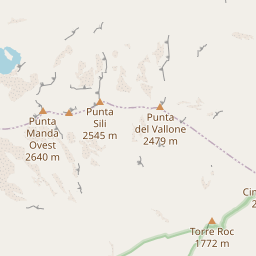 Punta
Manda
Ovest
2640 m
Punta
Sili
2545 m
Punta
del Vallone
2479 m
Torre Roc
1772 m